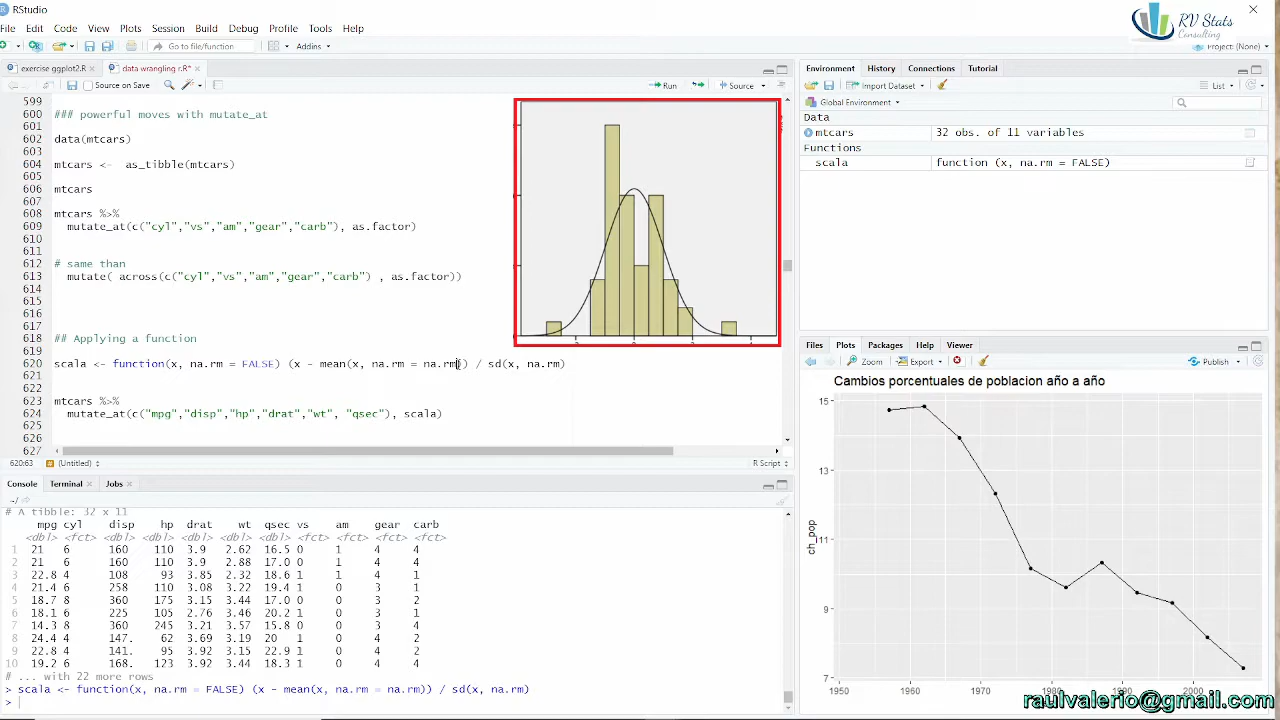 RStudio
RV Stats
Consulting
File Edit Code View Plots Session Build Debug Profile Tools Help
Go to file/function
Addins
Project: (None)
exercise ggplot2.R
data wrangling r.R*
Source on Save
Run
Source
599
600 ### Powerful moves with mutate_at
601
602 data(mtcars)
603
604 mtcars <- as_tibble(mtcars)
605
606 mtcars
607
608 mtcars %>%
609 mutate_at(c("cyl","vs","am","gear","carb"), as.factor)
610
611
612 # same than
613 mutate( across(c("cyl","vs","am","gear","carb") , as.factor))
614
615
616
617
618 ## Applying a function
619
620 scala <- function(x, na.rm = FALSE) (x - mean(x, na.rm = na.rm)) / sd(x, na.rm)
621
622
623 mtcars %>%
624 mutate_at(c("mpg","disp","hp","drat","wt", "qsec"), scala)
625
626
627
620:63
(Untitled)
R Script
Console Terminal Jobs
~/
# A tibble: 32 x 11
mpg cyl disp hp drat wt qsec vs am gear carb
<dbl> <fct> <dbl> <dbl> <dbl> <dbl> <dbl> <fct> <fct> <fct> <fct>
1 21 6 160 110 3.9 2.62 16.5 0 1 4 4
2 21 6 160 110 3.9 2.88 17.0 0 1 4 4
3 22.8 4 108 93 3.85 2.32 18.6 1 1 4 1
4 21.4 6 258 110 3.08 3.22 19.4 1 0 3 1
5 18.7 8 360 175 3.15 3.44 17.0 0 0 3 2
6 18.1 6 225 105 2.76 3.46 20.2 1 0 3 1
7 14.3 8 360 245 3.21 3.57 15.8 0 0 3 4
8 24.4 4 147. 62 3.69 3.19 20 1 0 4 2
9 22.8 4 141. 95 3.92 3.15 22.9 1 0 4 2
10 19.2 6 168. 123 3.92 3.44 18.3 1 0 4 4
# ... with 22 more rows
> scala <- function(x, na.rm = FALSE) (x - mean(x, na.rm = na.rm)) / sd(x, na.rm)
>
Environment History Connections Tutorial
Import Dataset
List
Global Environment
Data
mtcars 32 obs. of 11 variables
Functions
scala function (x, na.rm = FALSE)
Files Plots Packages Help Viewer
Zoom
Export
Publish
Cambios porcentuales de poblacion año a año
15
13
11
9
7
ch_pop
1950 1960 1970 1980 1990 2000
raulvalerio@gmail.com